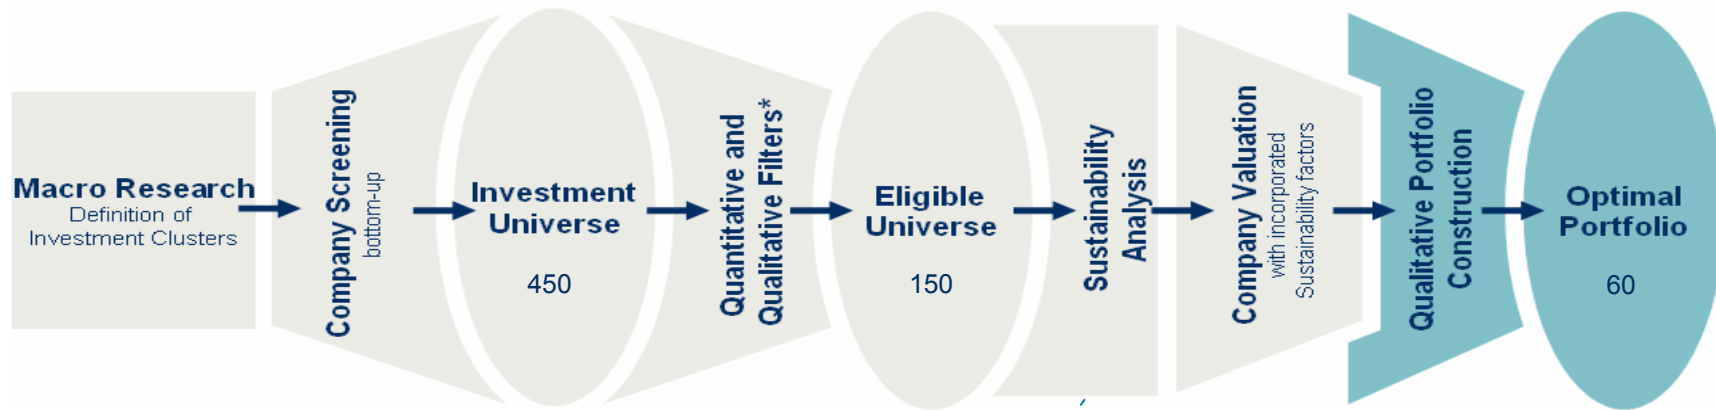 Macro Research
Definition of
Investment Clusters
Company Screening
bottom-up
Investment
Universe
450
Quantitative and
Qualitative Filters*
Eligible
Universe
150
Sustainability
Analysis
Company Valuation
with incorporated
Sustainability factors
Qualitative Portfolio
Construction
Optimal
Portfolio
60